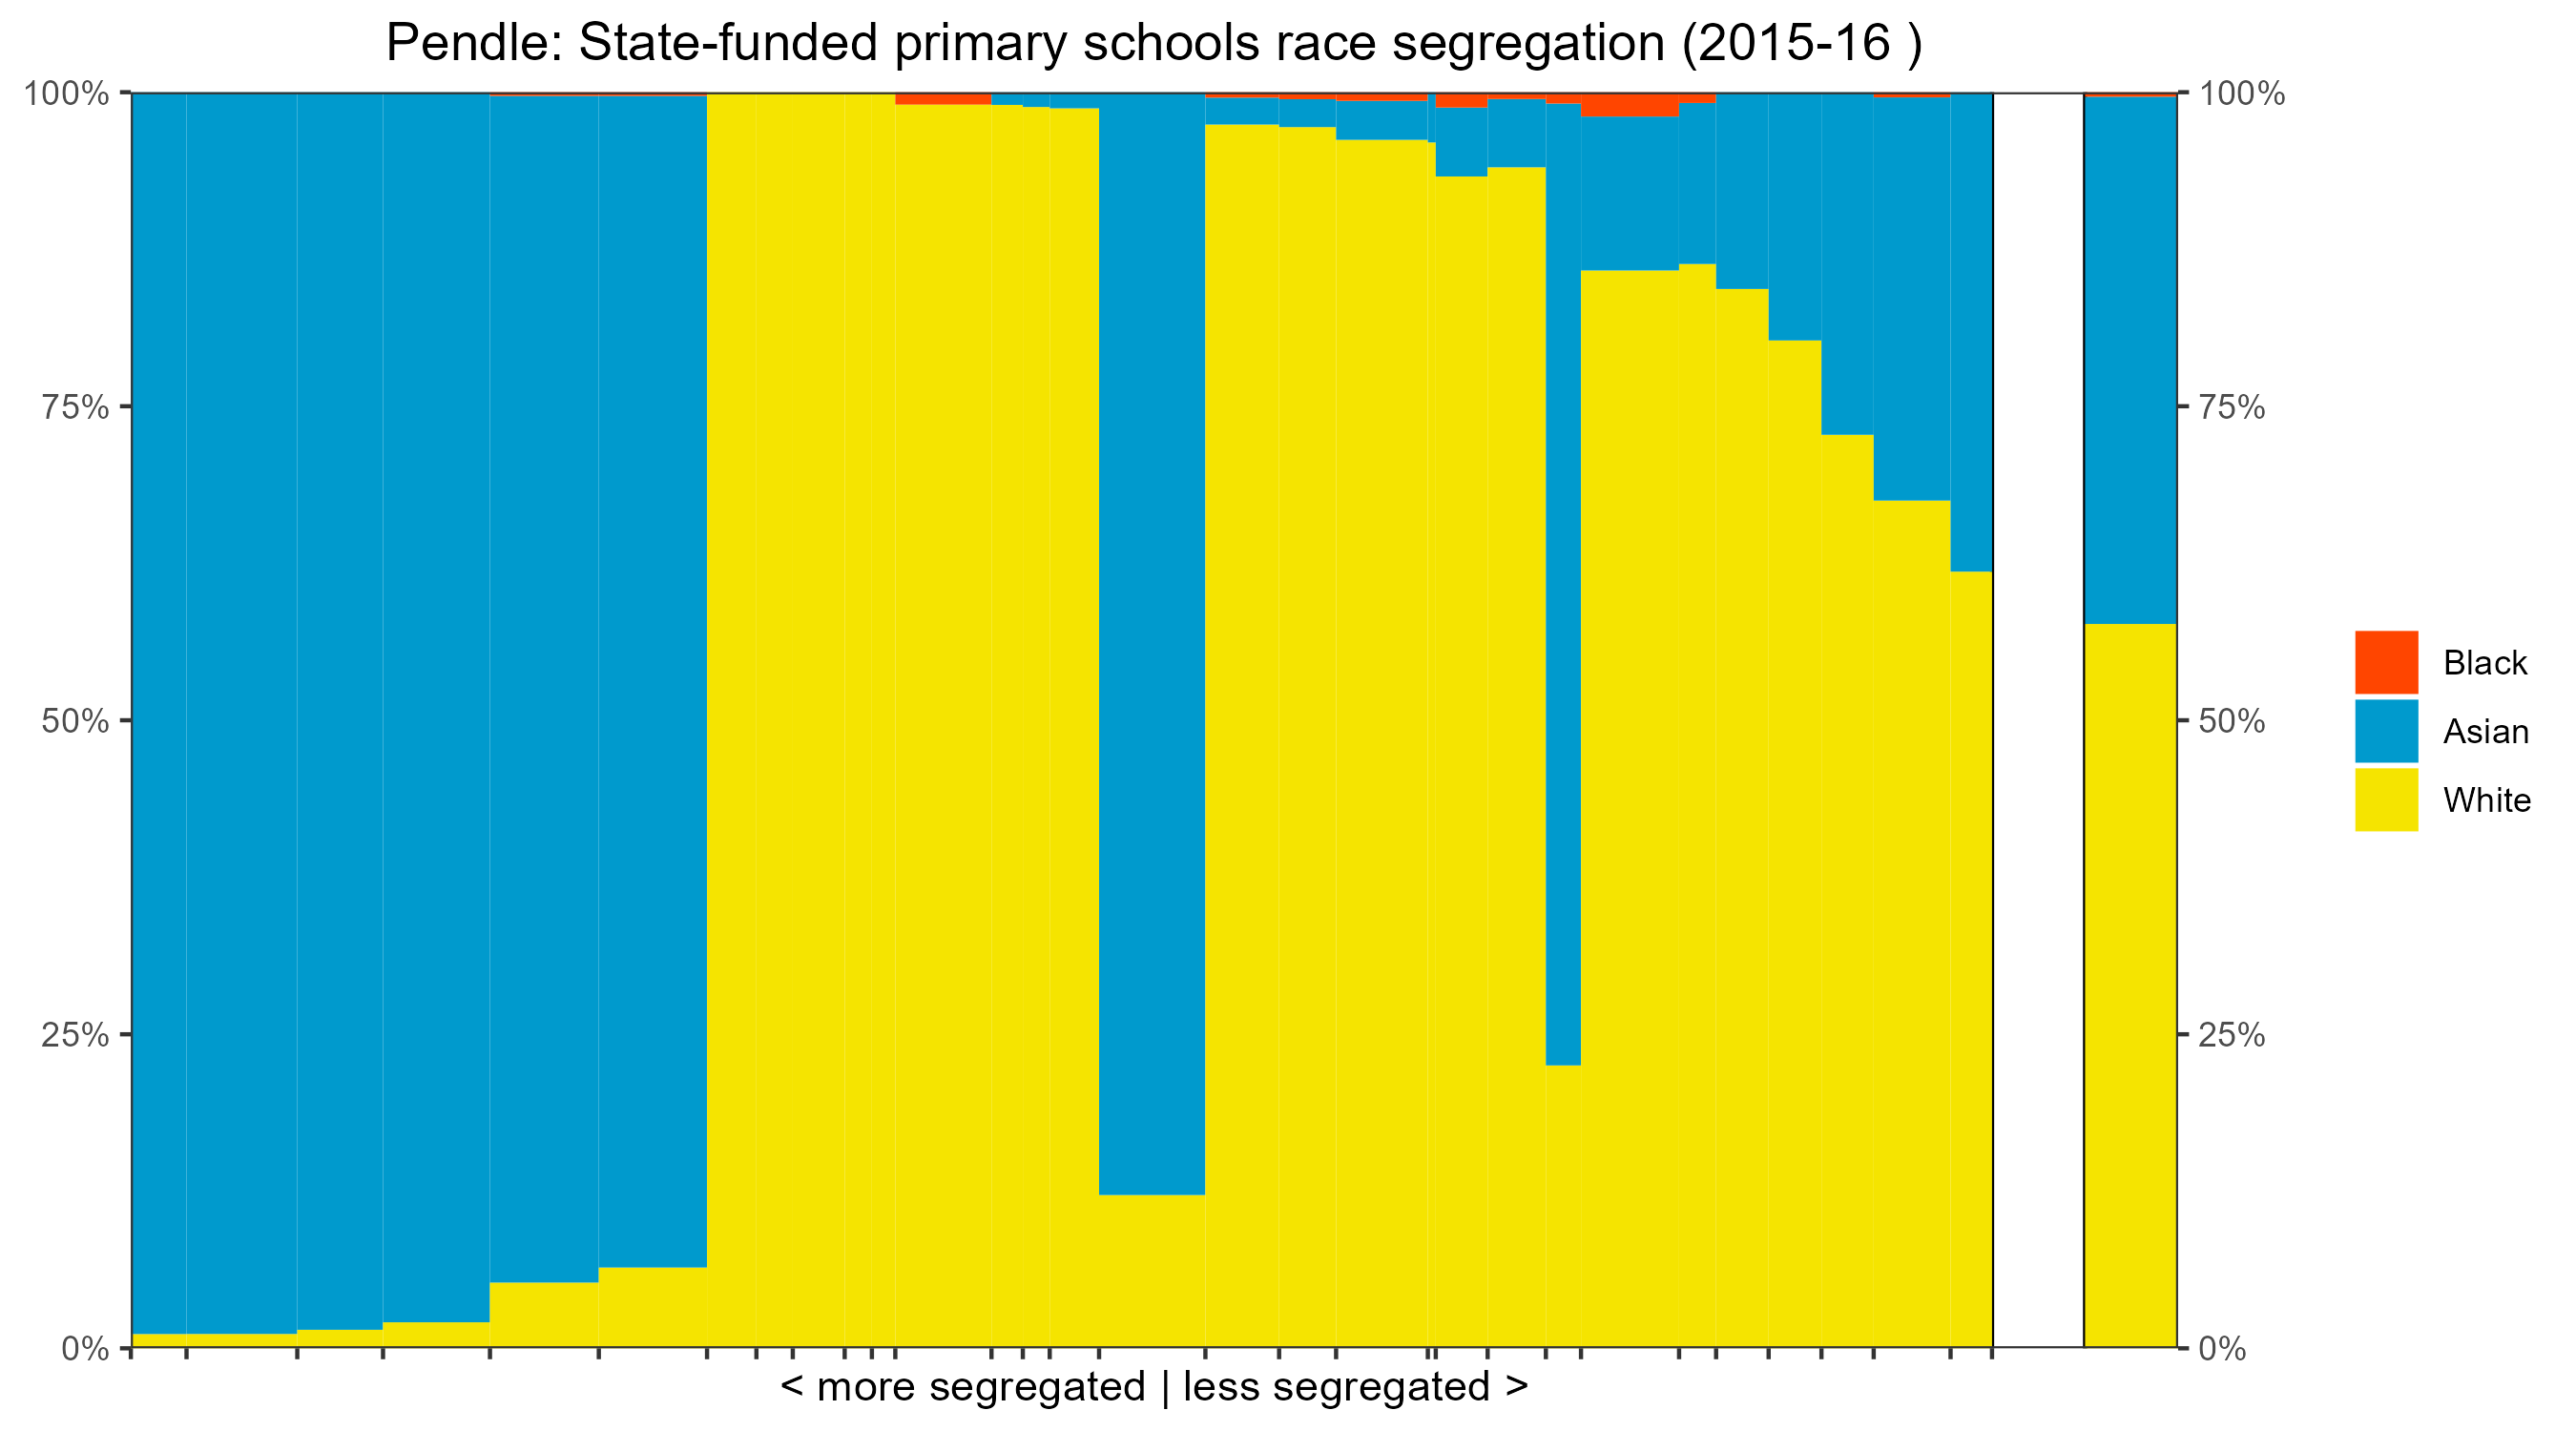 Pendle: State-funded primary schools race segregation (2015-16 )
100%
75%
50%
25%
0%
100%
75%
50%
25%
0%
Black
Asian
White
< more segregated | less segregated >